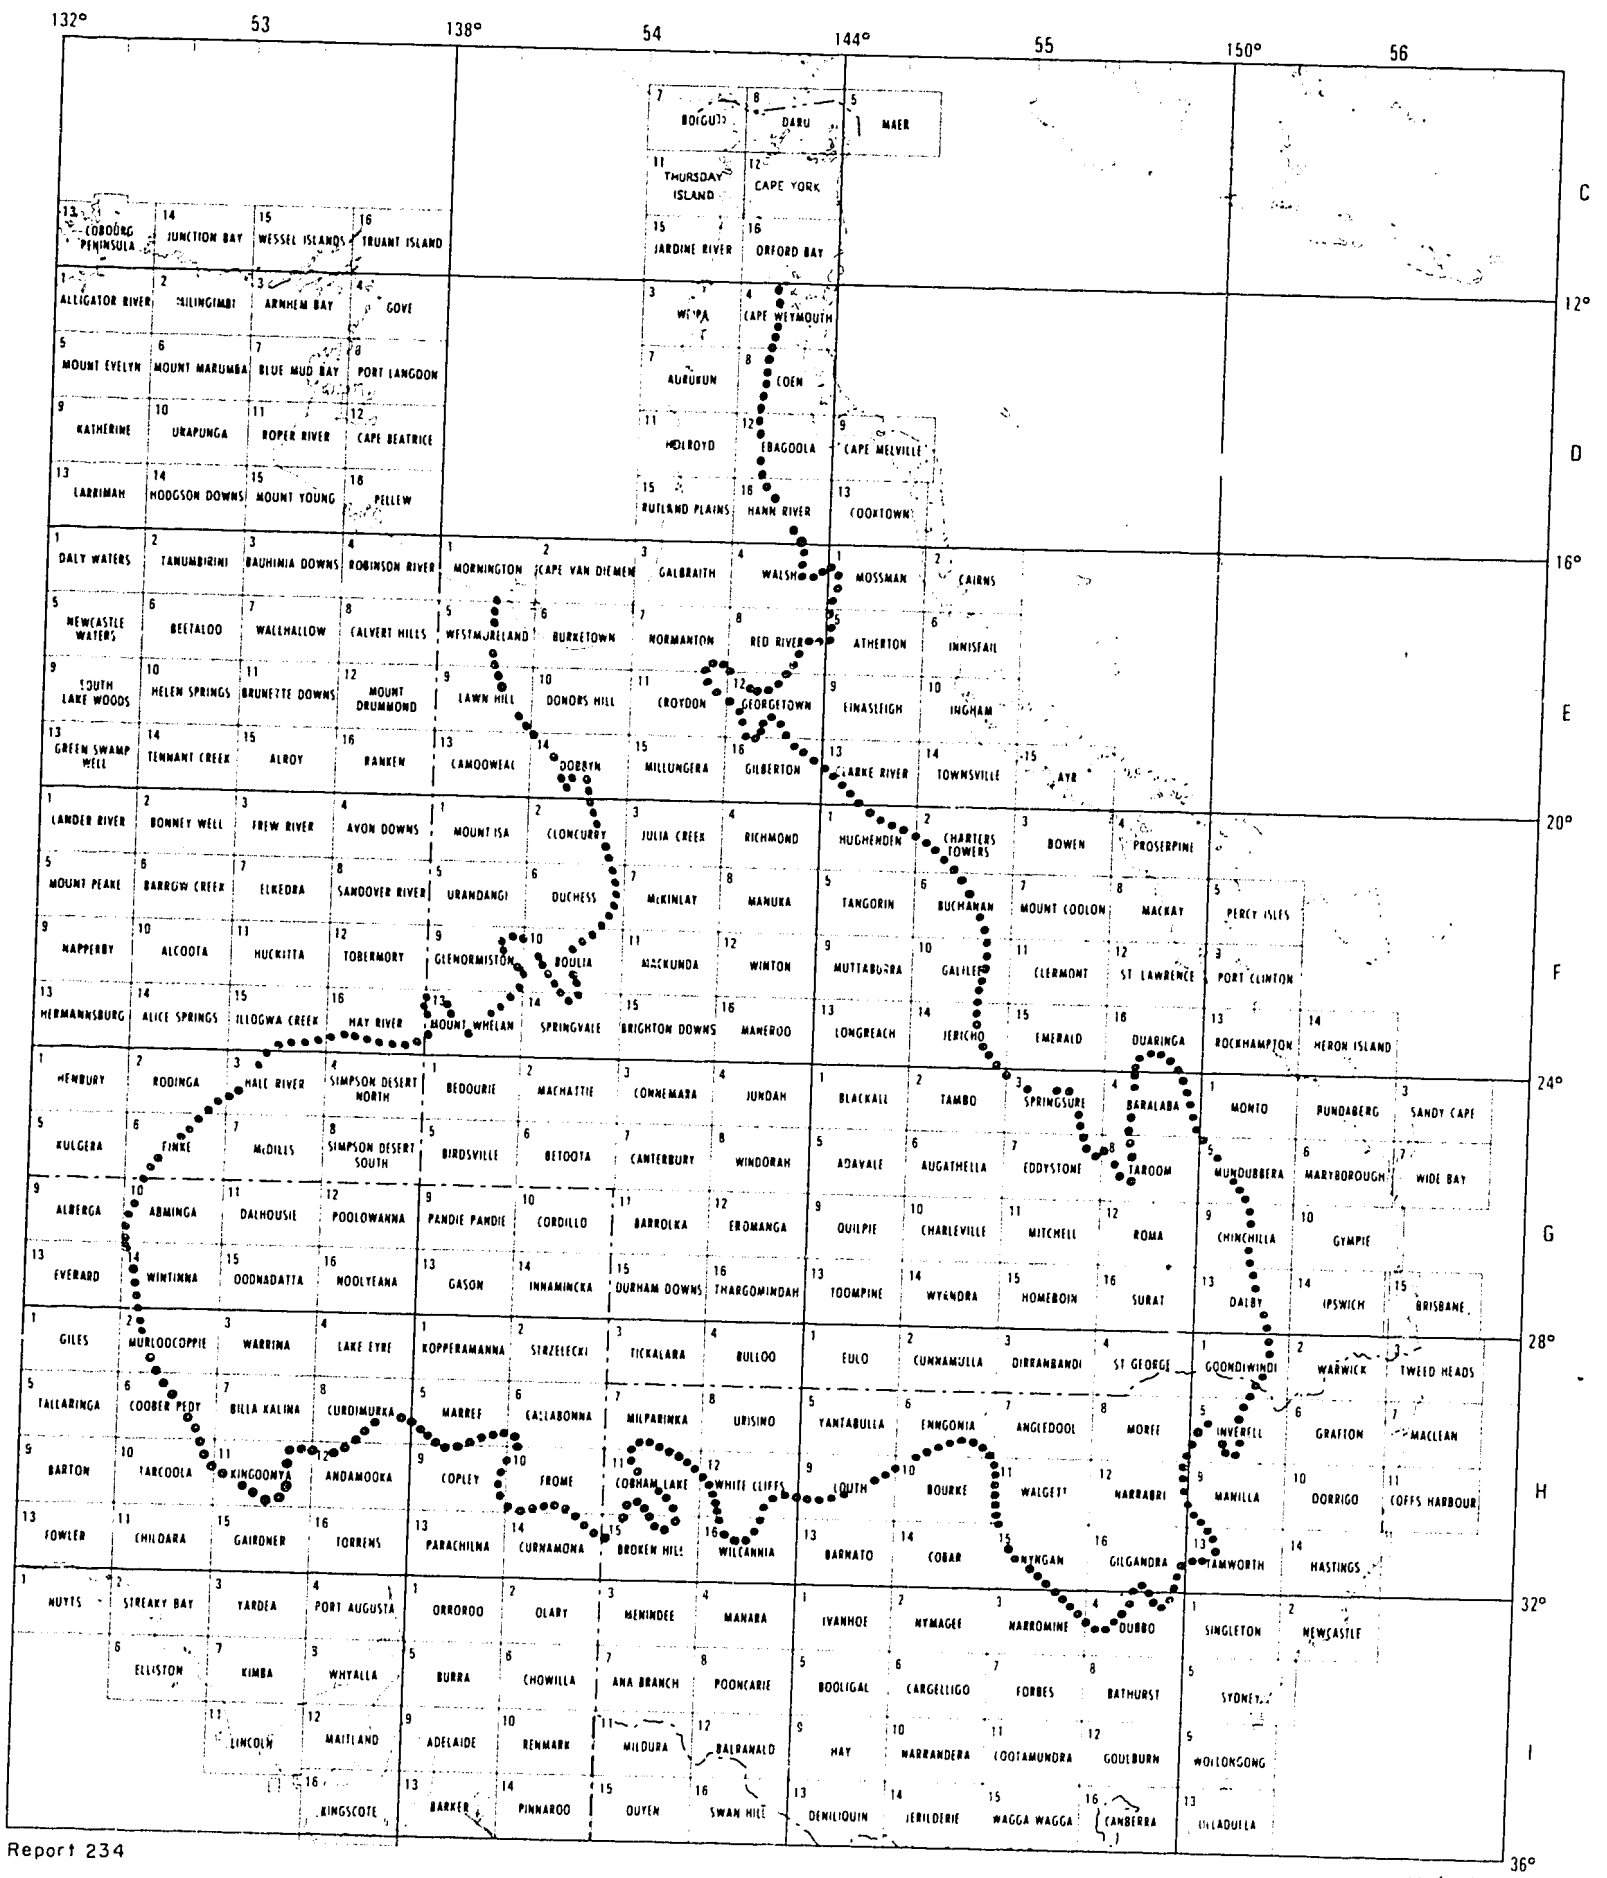 132° 53 138° 54 144° 55 150° 56
7 8 DARU 5 MAER
11 THURSDAY ISLAND 12 CAPE YORK C
13 COBOURG PENINSULA 14 JUNCTION BAY 15 WESSEL ISLANDS 16 TRUANT ISLAND 15 JARDINE RIVER 16 ORFORD BAY
1 ALLIGATOR RIVER 2 MILINGIMBI 3 ARNHEM BAY 4 GOVE 3 WEIPA 4 CAPE WEYMOUTH 12°
5 MOUNT EVELYN 6 MOUNT MARUMBA 7 BLUE MUD BAY 8 PORT LANGDON 7 AURUKUN 8 COEN
9 KATHERINE 10 URAPUNGA 11 ROPER RIVER 12 CAPE BEATRICE 11 HOLROYD 12 EBAGOOLA 9 CAPE MELVILLE D
13 LARRIMAH 14 HODGSON DOWNS 15 MOUNT YOUNG 16 PELLEW 15 RUTLAND PLAINS 16 HANN RIVER 13 COOKTOWN
1 DALY WATERS 2 TANUMBIRINI 3 BAUHINIA DOWNS 4 ROBINSON RIVER 1 MORNINGTON 2 CAPE VAN DIEMEN 3 GALBRAITH 4 WALSH 1 MOSSMAN 2 CAIRNS 16°
5 NEWCASTLE WATERS 6 BEETALOO 7 WALLHALLOW 8 CALVERT HILLS 5 WESTMORELAND 6 BURKETOWN 7 NORMANTON 8 RED RIVER 5 ATHERTON 6 INNISFAIL
9 SOUTH LAKE WOODS 10 HELEN SPRINGS 11 BRUNETTE DOWNS 12 MOUNT DRUMMOND 9 LAWN HILL 10 DONORS HILL 11 CROYDON 12 GEORGETOWN 9 EINASLEIGH 10 INGHAM E
13 GREEN SWAMP WELL 14 TENNANT CREEK 15 ALROY 16 RANKEN 13 CAMOOWEAL 14 DOBBYN 15 MILLUNGERA 16 GILBERTON 13 CLARKE RIVER 14 TOWNSVILLE 15 AYR
1 LANDER RIVER 2 BONNEY WELL 3 FREW RIVER 4 AVON DOWNS 1 MOUNT ISA 2 CLONCURRY 3 JULIA CREEK 4 RICHMOND 1 HUGHENDEN 2 CHARTERS TOWERS 3 BOWEN 4 PROSERPINE 20°
5 MOUNT PEAKE 6 BARROW CREEK 7 ELKEDRA 8 SANDOVER RIVER 5 URANDANGI 6 DUCHESS 7 McKINLAY 8 MANUKA 5 TANGORIN 6 BUCHANAN 7 MOUNT COOLON 8 MACKAY 5 PERCY ISLES
9 NAPPERBY 10 ALCOOTA 11 HUCKITTA 12 TOBERMORY 9 GLENORMISTON 10 BOULIA 11 MACKUNDA 12 WINTON 9 MUTTABURRA 10 GALILEE 11 CLERMONT 12 ST LAWRENCE 9 PORT CLINTON F
13 HERMANNSBURG 14 ALICE SPRINGS 15 ILLOGWA CREEK 16 HAY RIVER 13 MOUNT WHELAN 14 SPRINGVALE 15 BRIGHTON DOWNS 16 MANEROO 13 LONGREACH 14 JERICHO 15 EMERALD 16 DUARINGA 13 ROCKHAMPTON 14 HERON ISLAND
1 HENBURY 2 RODINGA 3 HALE RIVER 4 SIMPSON DESERT NORTH 1 BEDOURIE 2 MACHATTIE 3 CONNEMARA 4 JUNDAH 1 BLACKALL 2 TAMBO 3 SPRINGSURE 4 BARALABA 1 MONTO BUNDABERG 3 SANDY CAPE 24°
5 KULGERA 6 FINKE 7 McDILLS 8 SIMPSON DESERT SOUTH 5 BIRDSVILLE 6 BETOOTA 7 CANTERBURY 8 WINDORAH 5 ADAVALE 6 AUGATHELLA 7 EDDYSTONE 8 TAROOM 5 MUNDUBBERA 6 MARYBOROUGH 7 WIDE BAY
9 ALBERGA 10 ABMINGA 11 DALHOUSIE 12 POOLOWANNA 9 PANDIE PANDIE 10 CORDILLO 11 BARROLKA 12 EROMANGA 9 QUILPIE 10 CHARLEVILLE 11 MITCHELL 12 ROMA 9 CHINCHILLA 10 GYMPIE G
13 EVERARD 14 WINTINNA 15 OODNADATTA 16 NOOLYEANA 13 GASON 14 INNAMINCKA 15 DURHAM DOWNS 16 THARGOMINDAH 13 TOOMPINE 14 WYANDRA 15 HOMEBOIN 16 SURAT 13 DALBY 14 IPSWICH 15 BRISBANE
1 GILES 2 MURLOOCOPPIE 3 WARRINA 4 LAKE EYRE 1 KOPPERAMANNA 2 STRZELECKI 3 TICKALARA 4 BULLOO 1 EULO 2 CUNNAMULLA 3 DIRRANBANDI 4 ST GEORGE 1 GOONDIWINDI 2 WARWICK 3 TWEED HEADS 28°
5 TALLARINGA 6 COOBER PEDY 7 BILLA KALINA 8 CURDIMURKA 5 MARREE 6 CALLABONNA 7 MILPARINKA 8 URISINO 5 YANTABULLA 6 ENNGONIA 7 ANGLEDOOL 8 MOREE 5 INVERELL 6 GRAFTON 7 MACLEAN
9 BARTON 10 TARCOOLA 11 KINGOONYA 12 ANDAMOOKA 9 COPLEY 10 FROME 11 COBHAM LAKE 12 WHITE CLIFFS 9 LOUTH 10 BOURKE 11 WALGETT 12 NARRABRI 9 MANILLA 10 DORRIGO 11 COFFS HARBOUR H
13 FOWLER 11 CHILDARA 15 GAIRDNER 16 TORRENS 13 PARACHILNA 14 CURNAMONA 15 BROKEN HILL 16 WILCANNIA 13 BARNATO 14 COBAR 15 NYNGAN 16 GILGANDRA 13 TAMWORTH 14 HASTINGS
1 NUYTS 2 STREAKY BAY 3 YARDEA 4 PORT AUGUSTA 1 ORROROO 2 OLARY 3 MENINDEE 4 MANARA 1 IVANHOE 2 NYMAGEE 3 NARROMINE 4 DUBBO 1 SINGLETON 2 NEWCASTLE 32°
6 ELLISTON 7 KIMBA 3 WHYALLA 5 BURRA 6 CHOWILLA 7 ANA BRANCH 8 POONCARIE 5 BOOLIGAL 6 CARGELLIGO 7 FORBES 8 BATHURST 5 SYDNEY
11 LINCOLN 12 MAITLAND 9 ADELAIDE 10 RENMARK 11 MILDURA 12 BALRANALD 9 HAY 10 NARRANDERA 11 COOTAMUNDRA 12 GOULBURN 9 WOLLONGONG I
16 KINGSCOTE 13 BARKER 14 PINNAROO 15 OUYEN 16 SWAN HILL 13 DENILIQUIN 14 JERILDERIE 15 WAGGA WAGGA 16 CANBERRA 13 ULLADULLA
Report 234 36°